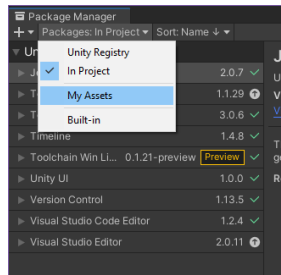 Package Manager
+ Packages: In Project Sort: Name ↓
Un
Unity Registry
J
Je
In Project
2.0.7
U
T
My Assets
1.1.29
V
T
Built-in
3.0.6
V
Timeline
1.4.8
T
Toolchain Win Li... 0.1.21-preview Preview
ge
Unity UI
1.0.0
R
Version Control
1.13.5
Visual Studio Code Editor
1.2.4
Visual Studio Editor
2.0.11